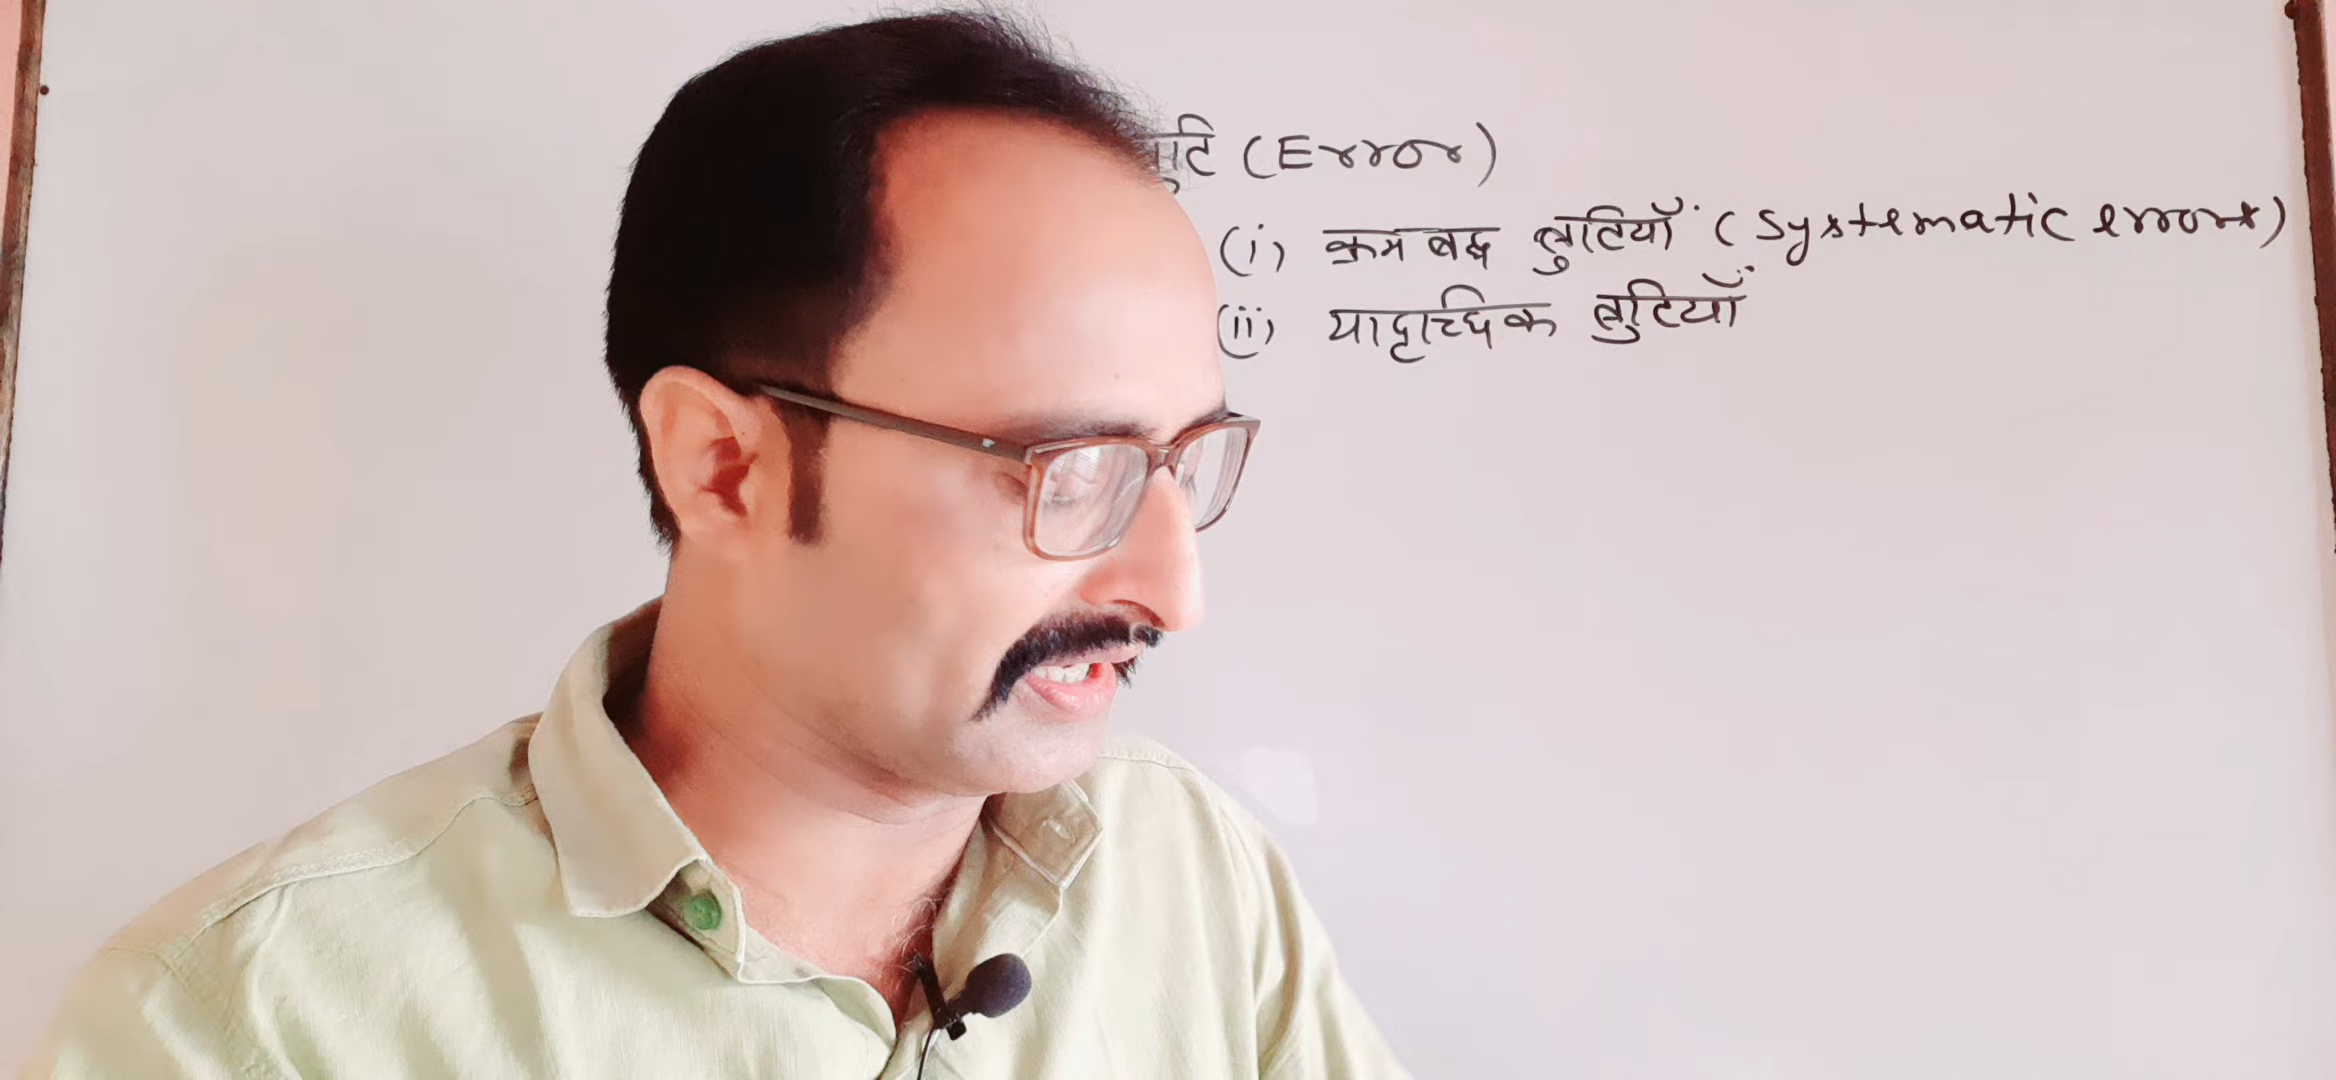 त्रुटि (Error)
(i) क्रमबद्ध त्रुटियाँ (Systematic errors)
(ii) यादृच्छिक त्रुटियाँ